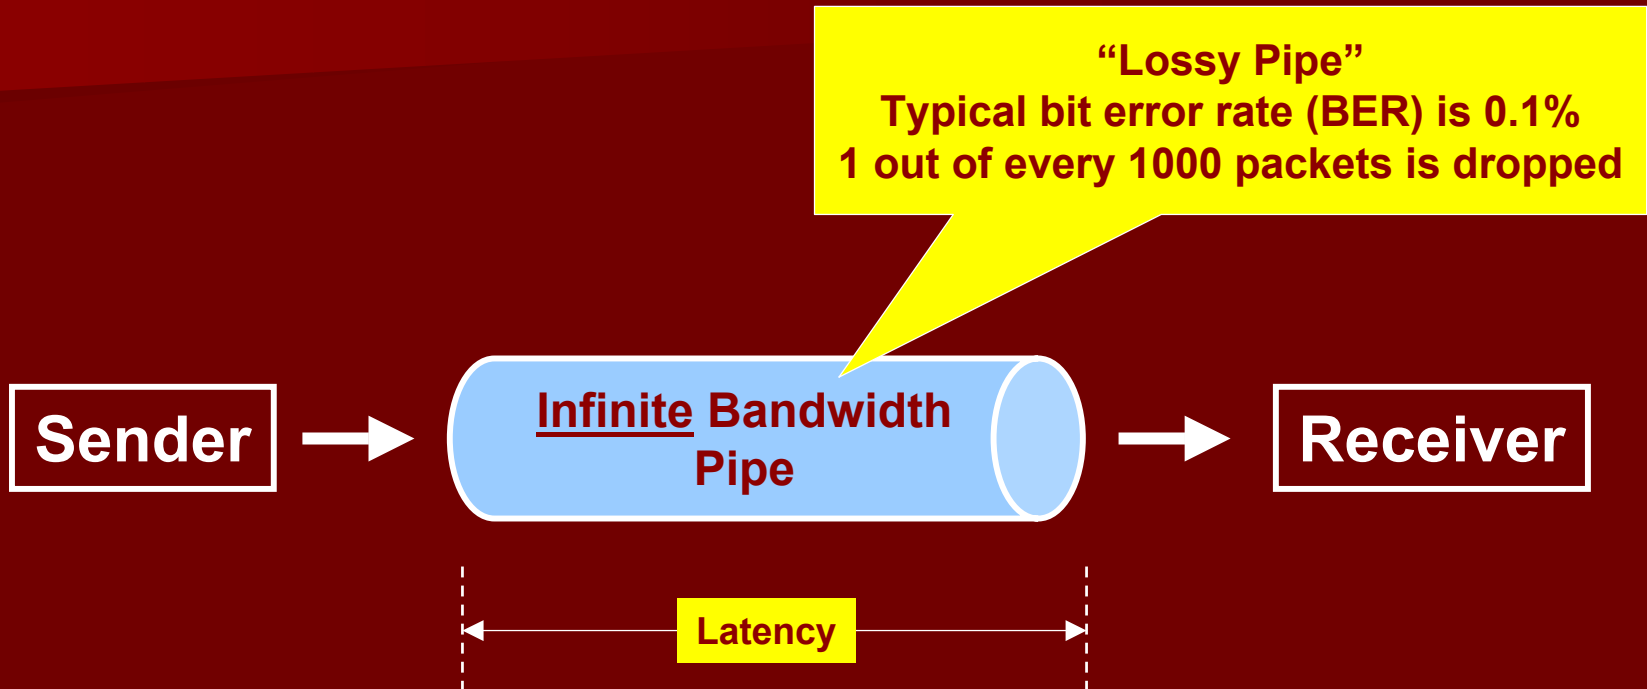 “Lossy Pipe”
Typical bit error rate (BER) is 0.1%
1 out of every 1000 packets is dropped
Sender
Infinite Bandwidth
Pipe
Receiver
Latency